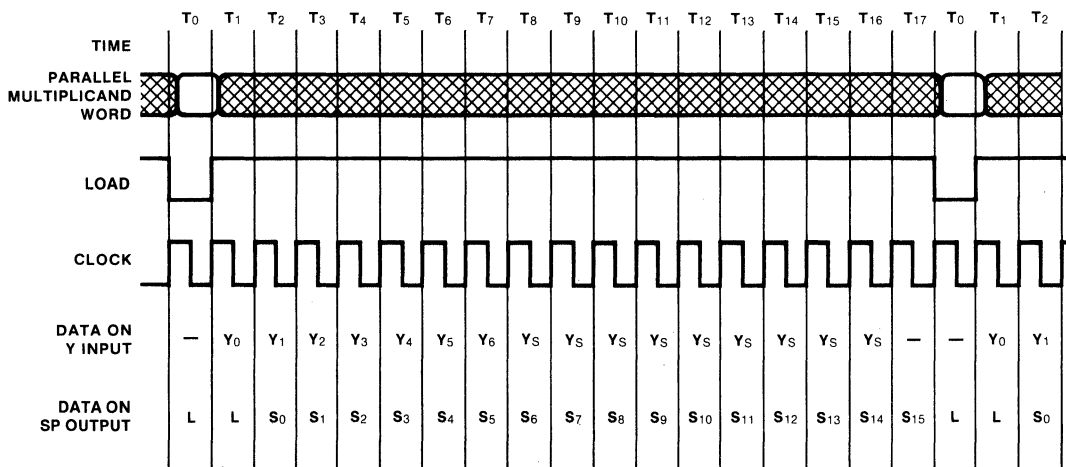 T0 T1 T2 T3 T4 T5 T6 T7 T8 T9 T10 T11 T12 T13 T14 T15 T16 T17 T0 T1 T2
TIME
PARALLEL
MULTIPLICAND
WORD
LOAD
CLOCK
DATA ON
Y INPUT
— Y0 Y1 Y2 Y3 Y4 Y5 Y6 YS YS YS YS YS YS YS YS YS — — Y0 Y1
DATA ON
SP OUTPUT
L L S0 S1 S2 S3 S4 S5 S6 S7 S8 S9 S10 S11 S12 S13 S14 S15 L L S0